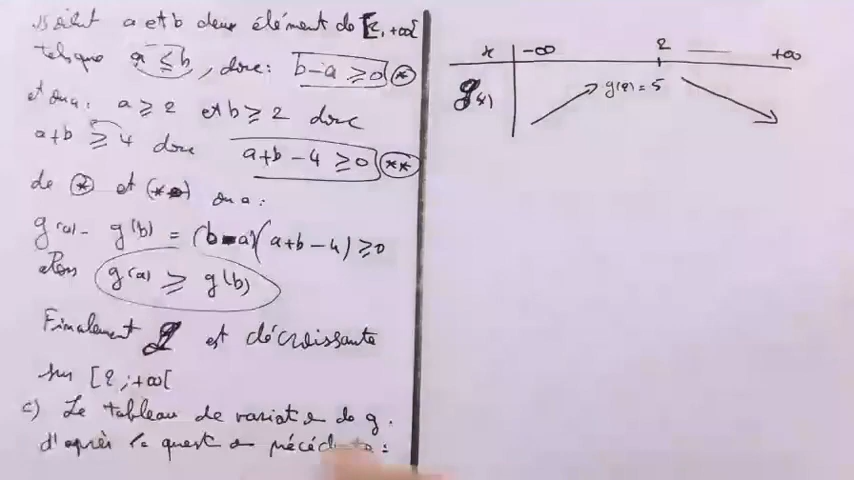 soient a et b deux élément de [2, +∞[
tels que a ≤ b, donc: b-a ≥ 0 *
et on a: a ≥ 2 et b ≥ 2 donc
a+b ≥ 4 donc a+b-4 ≥ 0 **
de * et (**) on a:
g(a) - g(b) = (b-a)(a+b-4) ≥ 0
alors g(a) ≥ g(b)
Finalement g est décroissante
sur [2, +∞[
c) Le tableau de variation de g.
d'après la question précédente:
x -∞ 2 +∞
g(x) g(2) = 5